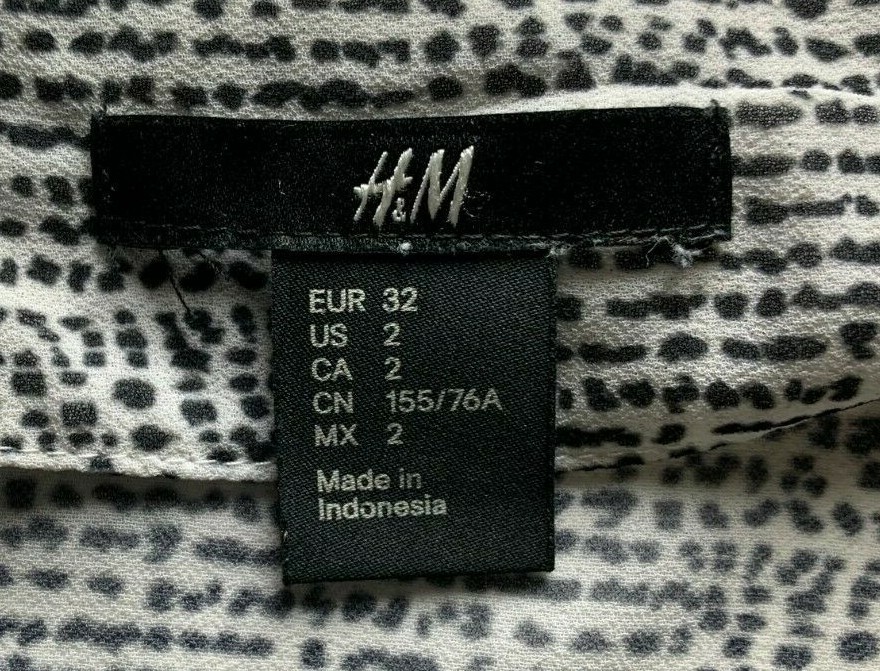 H&M
EUR 32
US 2
CA 2
CN 155/76A
MX 2
Made in
Indonesia